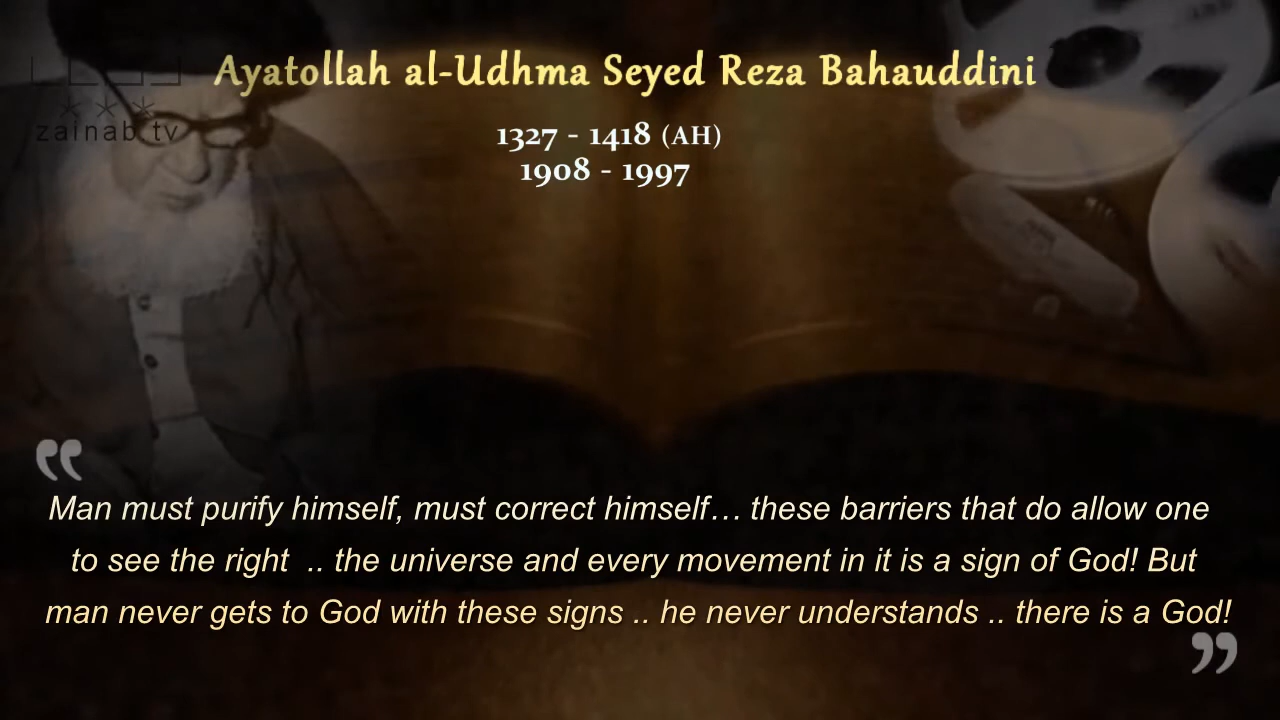 Ayatollah al-Udhma Seyed Reza Bahauddini
1327 - 1418 (AH)
1908 - 1997
zainab tv
“
Man must purify himself, must correct himself… these barriers that do allow one
to see the right .. the universe and every movement in it is a sign of God! But
man never gets to God with these signs .. he never understands .. there is a God!
”